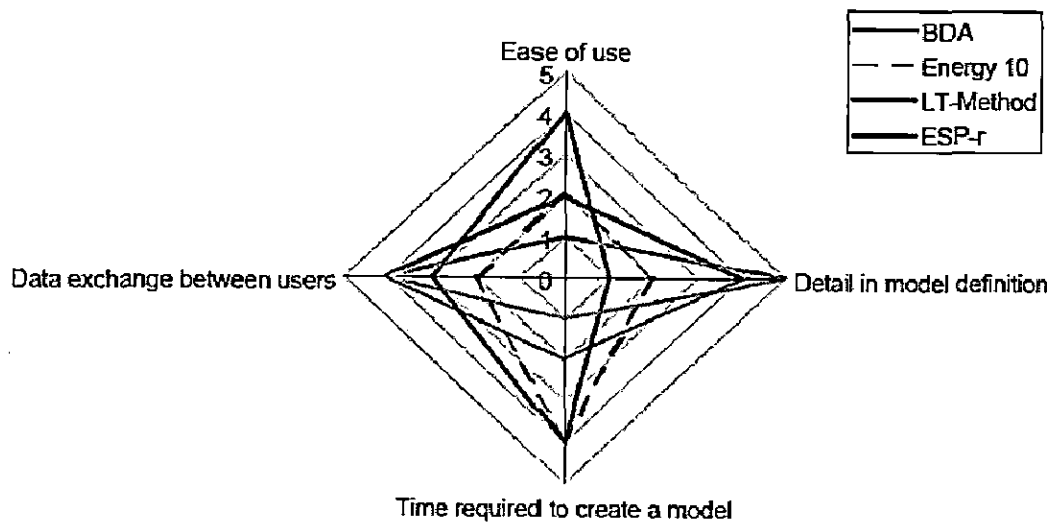 BDA
Energy 10
LT-Method
ESP-r
Ease of use
5
4
3
2
1
0
Data exchange between users
Detail in model definition
Time required to create a model